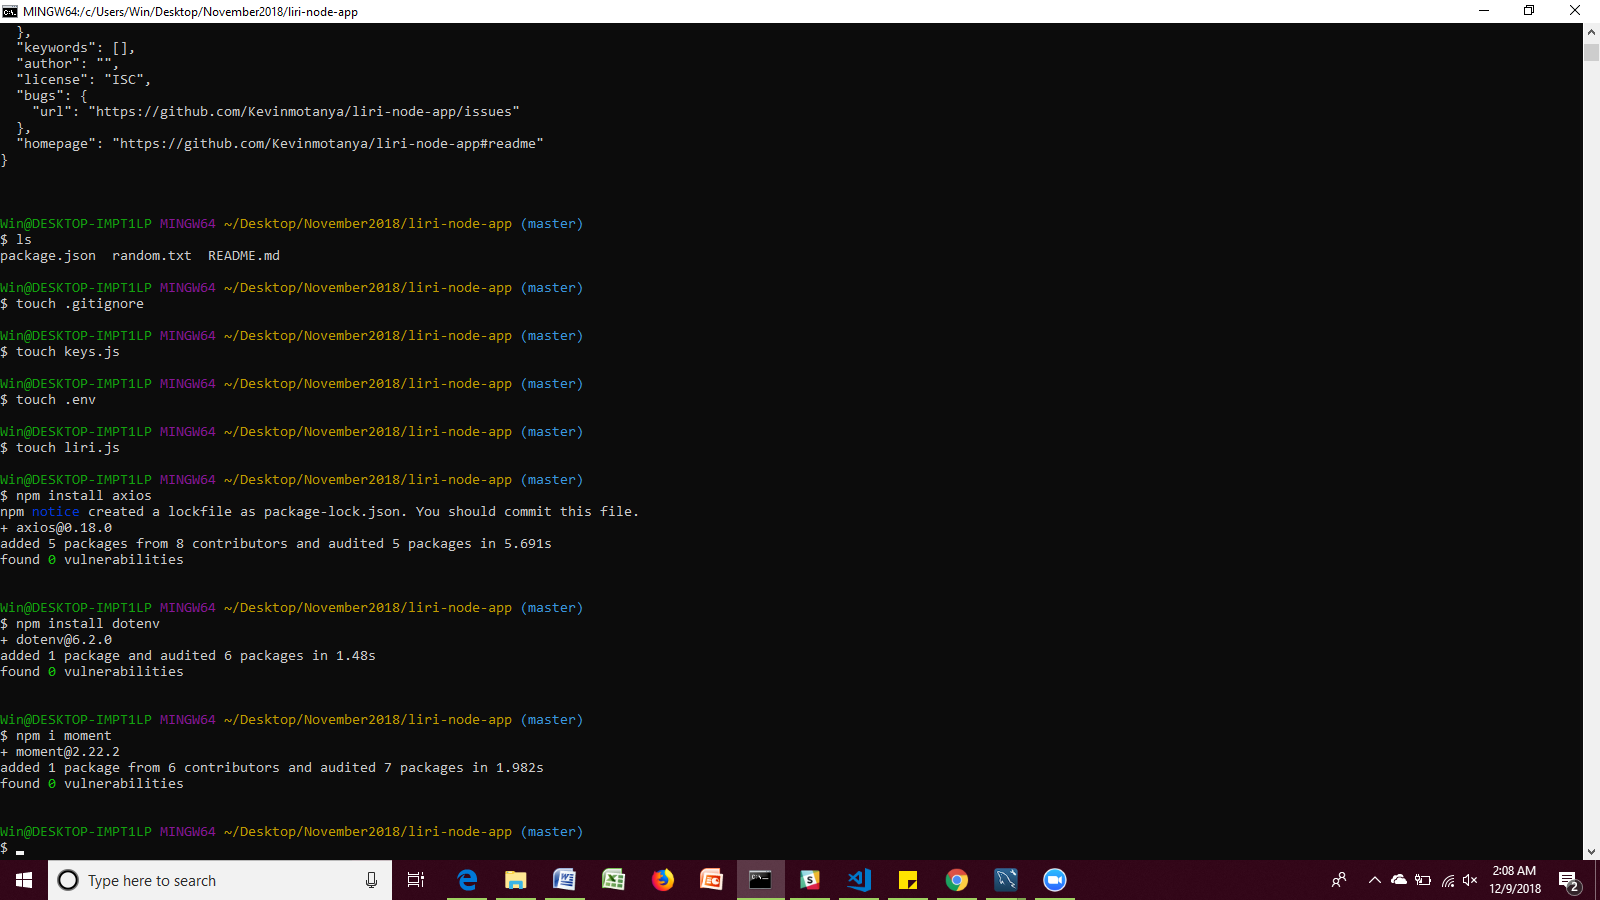 MINGW64:/c/Users/Win/Desktop/November2018/liri-node-app
  },
  "keywords": [],
  "author": "",
  "license": "ISC",
  "bugs": {
    "url": "https://github.com/Kevinmotanya/liri-node-app/issues"
  },
  "homepage": "https://github.com/Kevinmotanya/liri-node-app#readme"
}
Win@DESKTOP-IMPT1LP MINGW64 ~/Desktop/November2018/liri-node-app (master)
$ ls
package.json  random.txt  README.md
Win@DESKTOP-IMPT1LP MINGW64 ~/Desktop/November2018/liri-node-app (master)
$ touch .gitignore
Win@DESKTOP-IMPT1LP MINGW64 ~/Desktop/November2018/liri-node-app (master)
$ touch keys.js
Win@DESKTOP-IMPT1LP MINGW64 ~/Desktop/November2018/liri-node-app (master)
$ touch .env
Win@DESKTOP-IMPT1LP MINGW64 ~/Desktop/November2018/liri-node-app (master)
$ touch liri.js
Win@DESKTOP-IMPT1LP MINGW64 ~/Desktop/November2018/liri-node-app (master)
$ npm install axios
npm notice created a lockfile as package-lock.json. You should commit this file.
+ axios@0.18.0
added 5 packages from 8 contributors and audited 5 packages in 5.691s
found 0 vulnerabilities
Win@DESKTOP-IMPT1LP MINGW64 ~/Desktop/November2018/liri-node-app (master)
$ npm install dotenv
+ dotenv@6.2.0
added 1 package and audited 6 packages in 1.48s
found 0 vulnerabilities
Win@DESKTOP-IMPT1LP MINGW64 ~/Desktop/November2018/liri-node-app (master)
$ npm i moment
+ moment@2.22.2
added 1 package from 6 contributors and audited 7 packages in 1.982s
found 0 vulnerabilities
Win@DESKTOP-IMPT1LP MINGW64 ~/Desktop/November2018/liri-node-app (master)
$
Type here to search
2:08 AM
12/9/2018
2